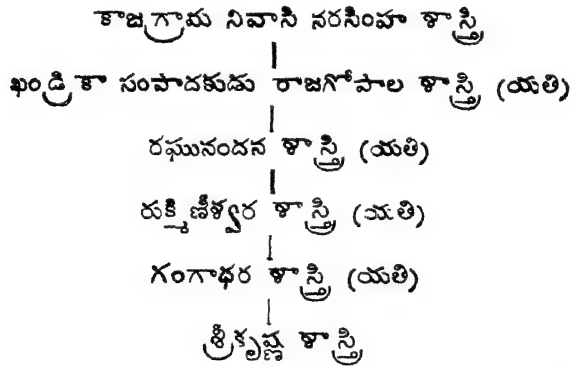 కాజగ్రామ నివాసి నరసింహ శాస్త్రి
ఖండ్రికా సంపాదకుడు రాజగోపాల శాస్త్రి (యతి)
రఘునందన శాస్త్రి (యతి)
రుక్మిణీశ్వర శాస్త్రి (యతి)
గంగాధర శాస్త్రి (యతి)
శ్రీకృష్ణ శాస్త్రి